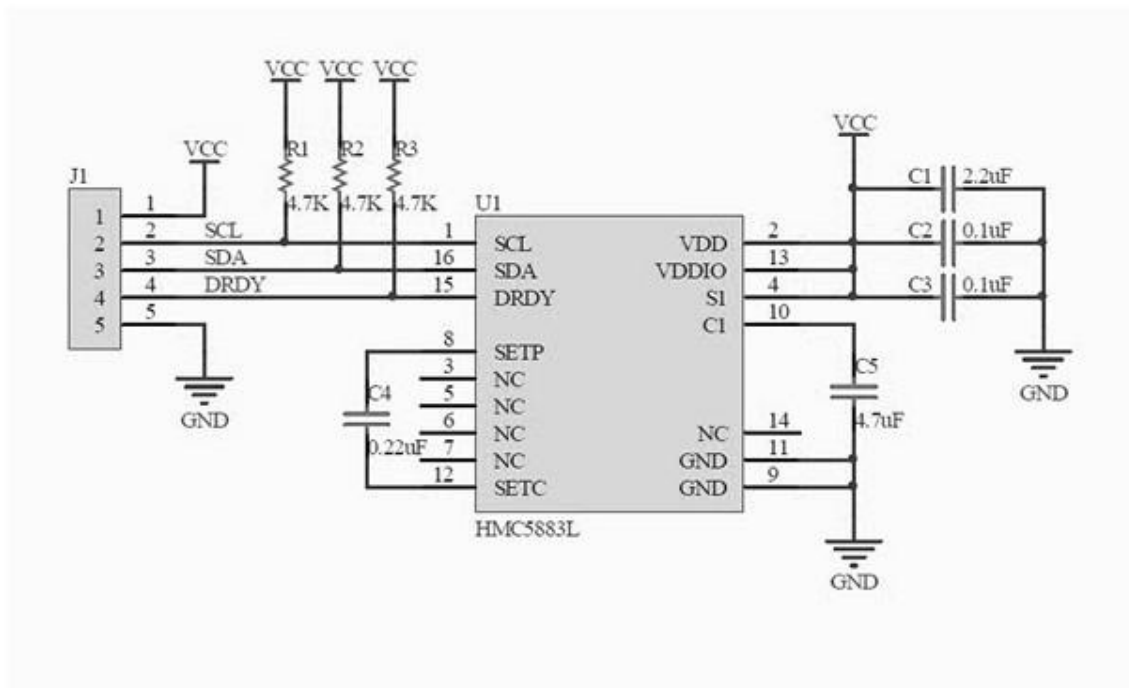 VCC VCC VCC
R1 R2 R3
4.7K 4.7K 4.7K
VCC
J1
1 1
2 2 SCL
3 3 SDA
4 4 DRDY
5 5
GND
U1
1 SCL
16 SDA
15 DRDY
8 SETP
3 NC
5 NC
6 NC
7 NC
12 SETC
C4
0.22uF
VDD 2
VDDIO 13
S1 4
C1 10
NC 14
GND 11
GND 9
HMC5883L
VCC
C1 2.2uF
C2 0.1uF
C3 0.1uF
GND
C5
4.7uF
GND